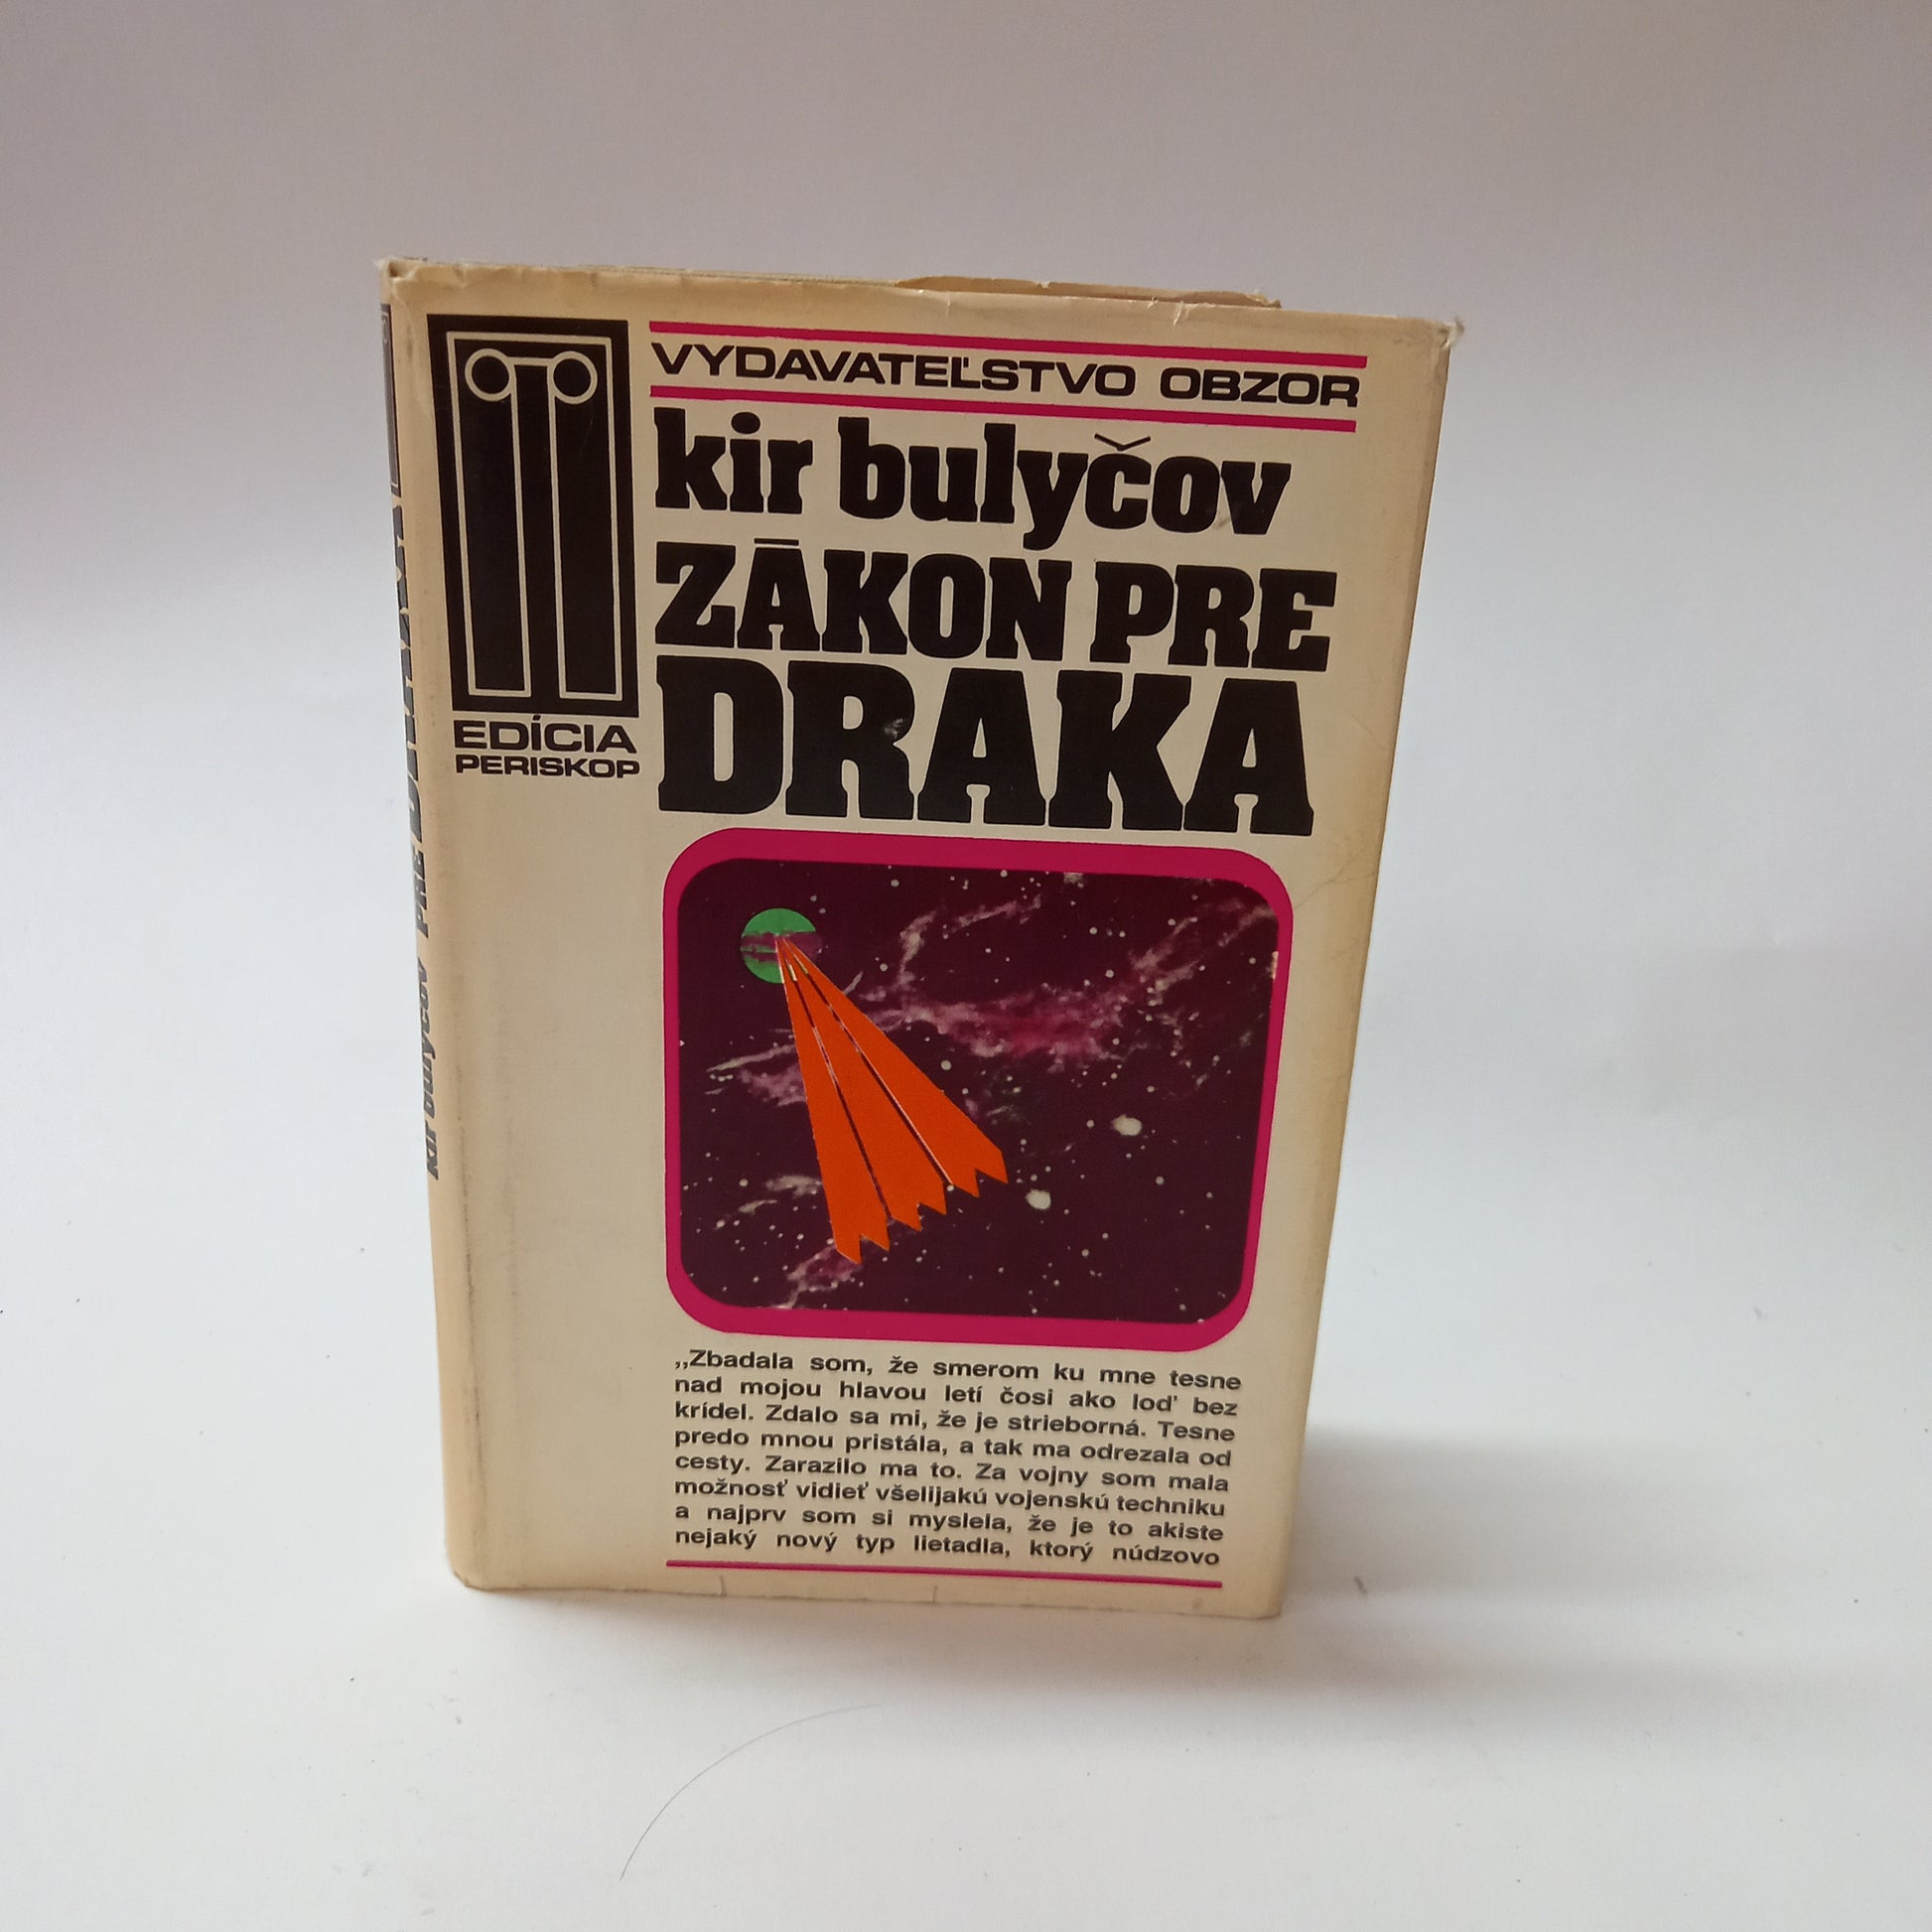 VYDAVATEĽSTVO OBZOR
kir bulyčov
ZÁKON PRE
DRAKA
EDÍCIA
PERISKOP
„Zbadala som, že smerom ku mne tesne
nad mojou hlavou letí čosi ako loď bez
krídel. Zdalo sa mi, že je strieborná. Tesne
predo mnou pristála, a tak ma odrezala od
cesty. Zarazilo ma to. Za vojny som mala
možnosť vidieť všelijakú vojenskú techniku
a najprv som si myslela, že je to akiste
nejaký nový typ lietadla, ktorý núdzovo
kir bulyčov PRE DRAKA